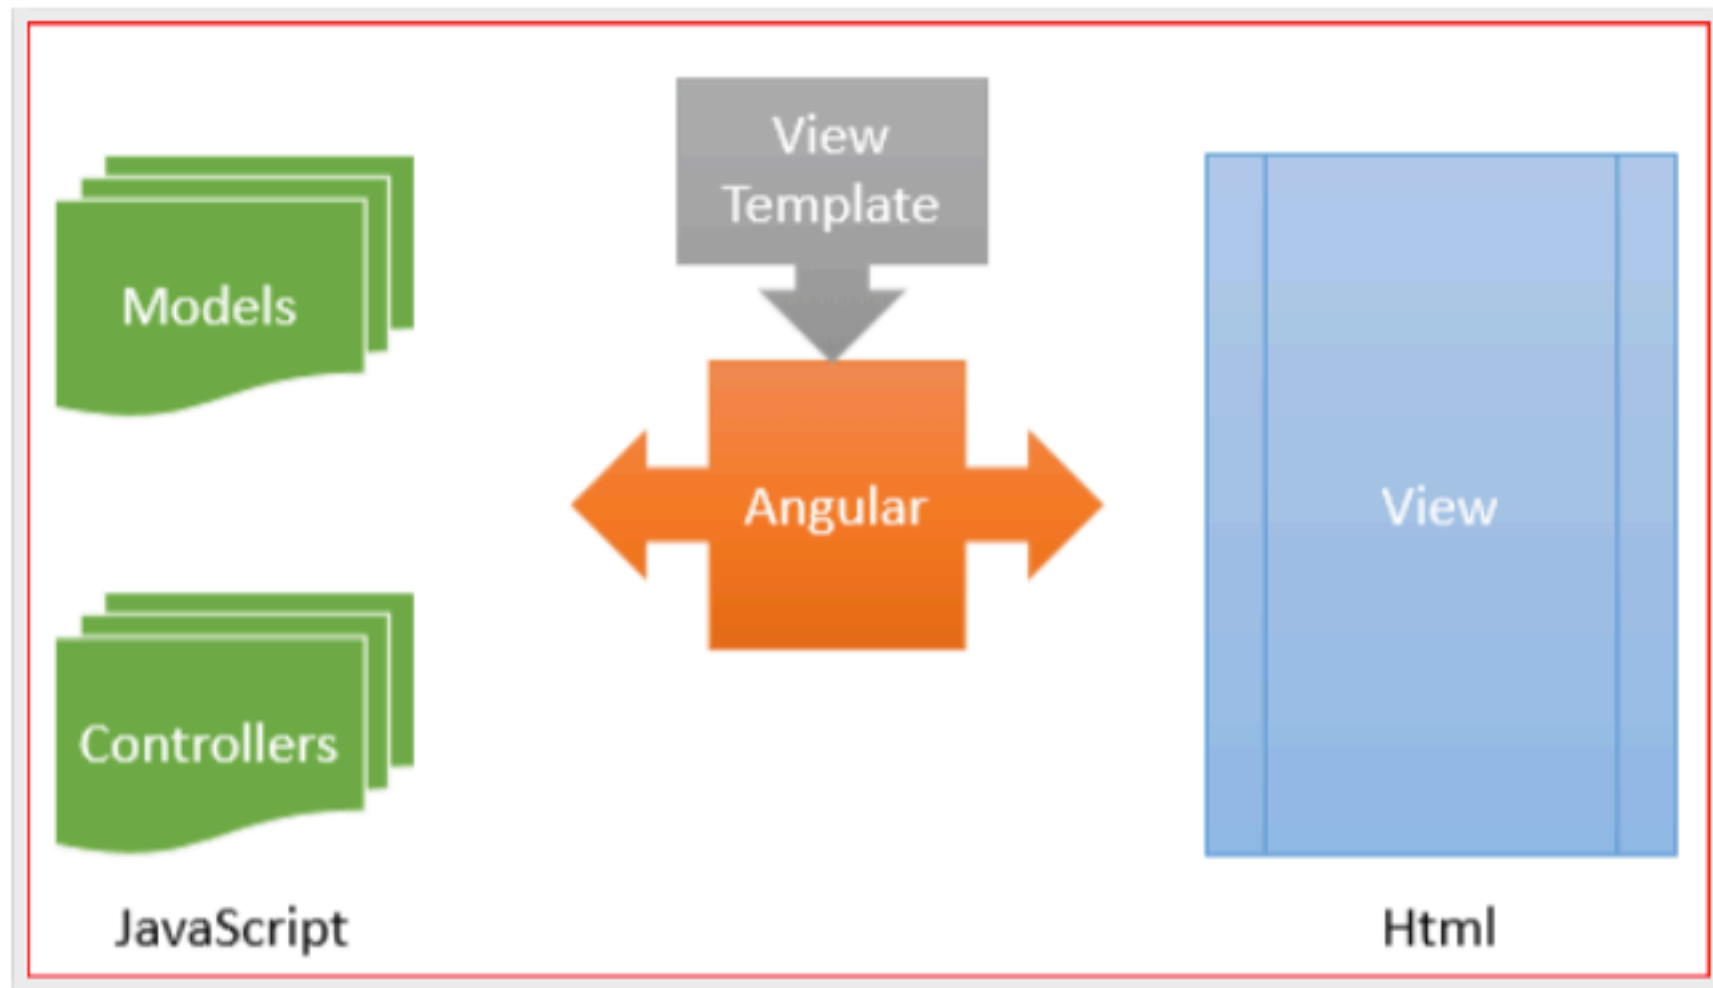 View
Template
Models
Angular
View
Controllers
JavaScript
Html